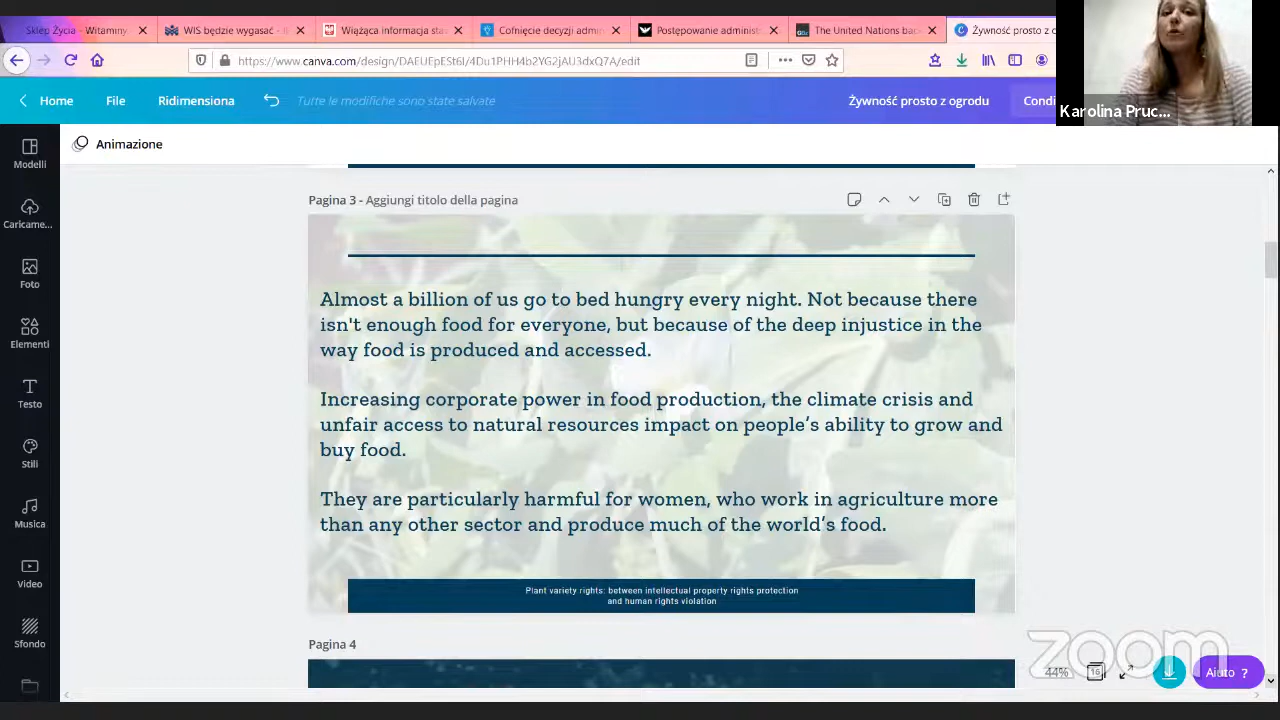 Sklep Życia - Witaminy
WIS będzie wygasać' - I
Wiążąca informacja sta
Cofnięcie decyzji admin
Postępowanie administ
The United Nations bac
Żywność prosto z o
https://www.canva.com/design/DAEUEpESt6I/4Du1PHH4b2YG2jAU3dxQ7A/edit
Home File Ridimensiona Tutte le modifiche sono state salvate Żywność prosto z ogrodu Condi
Karolina Pruc...
Animazione
Modelli
Caricame...
Foto
Elementi
Testo
Stili
Musica
Video
Sfondo
Pagina 3 - Aggiungi titolo della pagina
Almost a billion of us go to bed hungry every night. Not because there
isn't enough food for everyone, but because of the deep injustice in the
way food is produced and accessed.
Increasing corporate power in food production, the climate crisis and
unfair access to natural resources impact on people's ability to grow and
buy food.
They are particularly harmful for women, who work in agriculture more
than any other sector and produce much of the world's food.
Plant variety rights: between intellectual property rights protection
and human rights violation
Pagina 4
zoom
44% 16 Aiuto ?